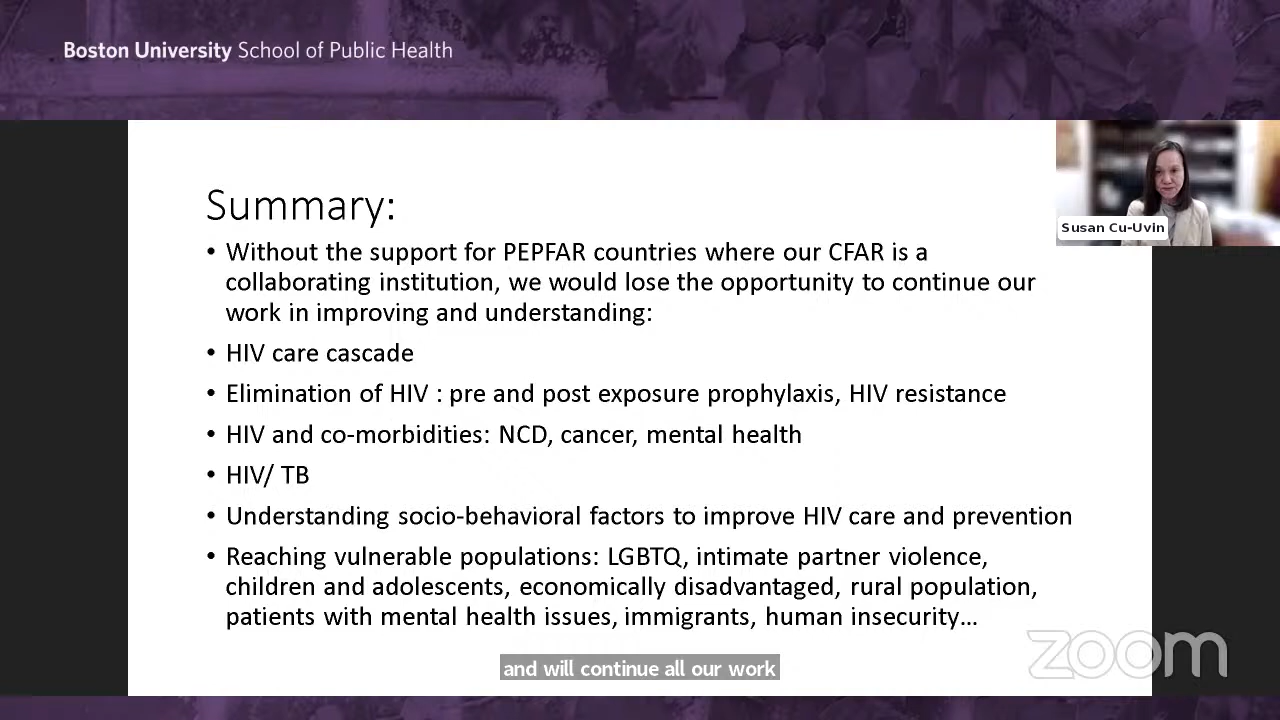 Boston University School of Public Health
Susan Cu-Uvin
Summary:
• Without the support for PEPFAR countries where our CFAR is a
collaborating institution, we would lose the opportunity to continue our
work in improving and understanding:
• HIV care cascade
• Elimination of HIV : pre and post exposure prophylaxis, HIV resistance
• HIV and co-morbidities: NCD, cancer, mental health
• HIV/ TB
• Understanding socio-behavioral factors to improve HIV care and prevention
• Reaching vulnerable populations: LGBTQ, intimate partner violence,
children and adolescents, economically disadvantaged, rural population,
patients with mental health issues, immigrants, human insecurity…
and will continue all our work
zoom